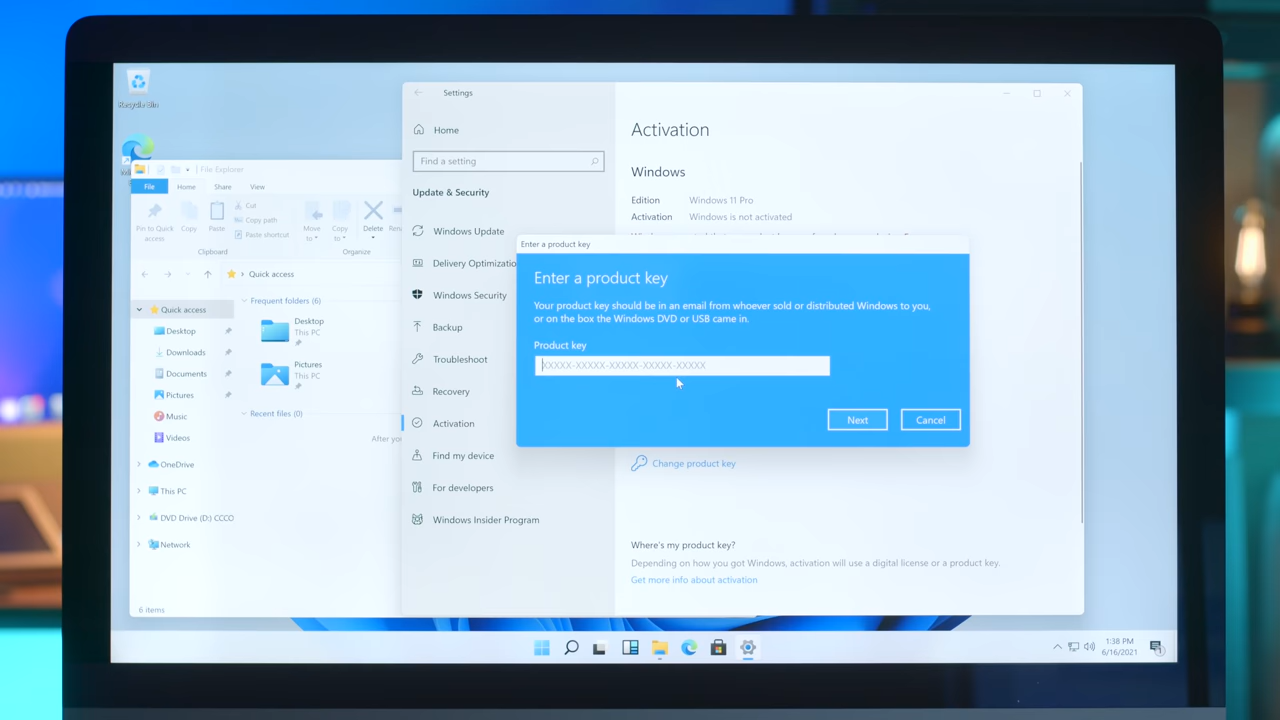 Recycle Bin
File Explorer
File
Home
Share
View
Pin to Quick
access
Copy
Paste
Cut
Copy path
Paste shortcut
Move
to
Copy
to
Delete
Clipboard
Organize
Quick access
Quick access
Desktop
Downloads
Documents
Pictures
Music
Videos
OneDrive
This PC
DVD Drive (D:) CCCO
Network
6 items
Frequent folders (6)
Desktop
This PC
Pictures
This PC
Recent files (0)
After
Settings
Home
Find a setting
Update & Security
Windows Update
Delivery Optimizatio
Windows Security
Backup
Troubleshoot
Recovery
Activation
Find my device
For developers
Windows Insider Program
Activation
Windows
Edition Windows 11 Pro
Activation Windows is not activated
Enter a product key
Enter a product key
Your product key should be in an email from whoever sold or distributed Windows to you,
or on the box the Windows DVD or USB came in.
Product key
XXXXX-XXXXX-XXXXX-XXXXX-XXXXX
Next
Cancel
Change product key
Where's my product key?
Depending on how you got Windows, activation will use a digital license or a product key.
Get more info about activation
1:38 PM
6/16/2021
1